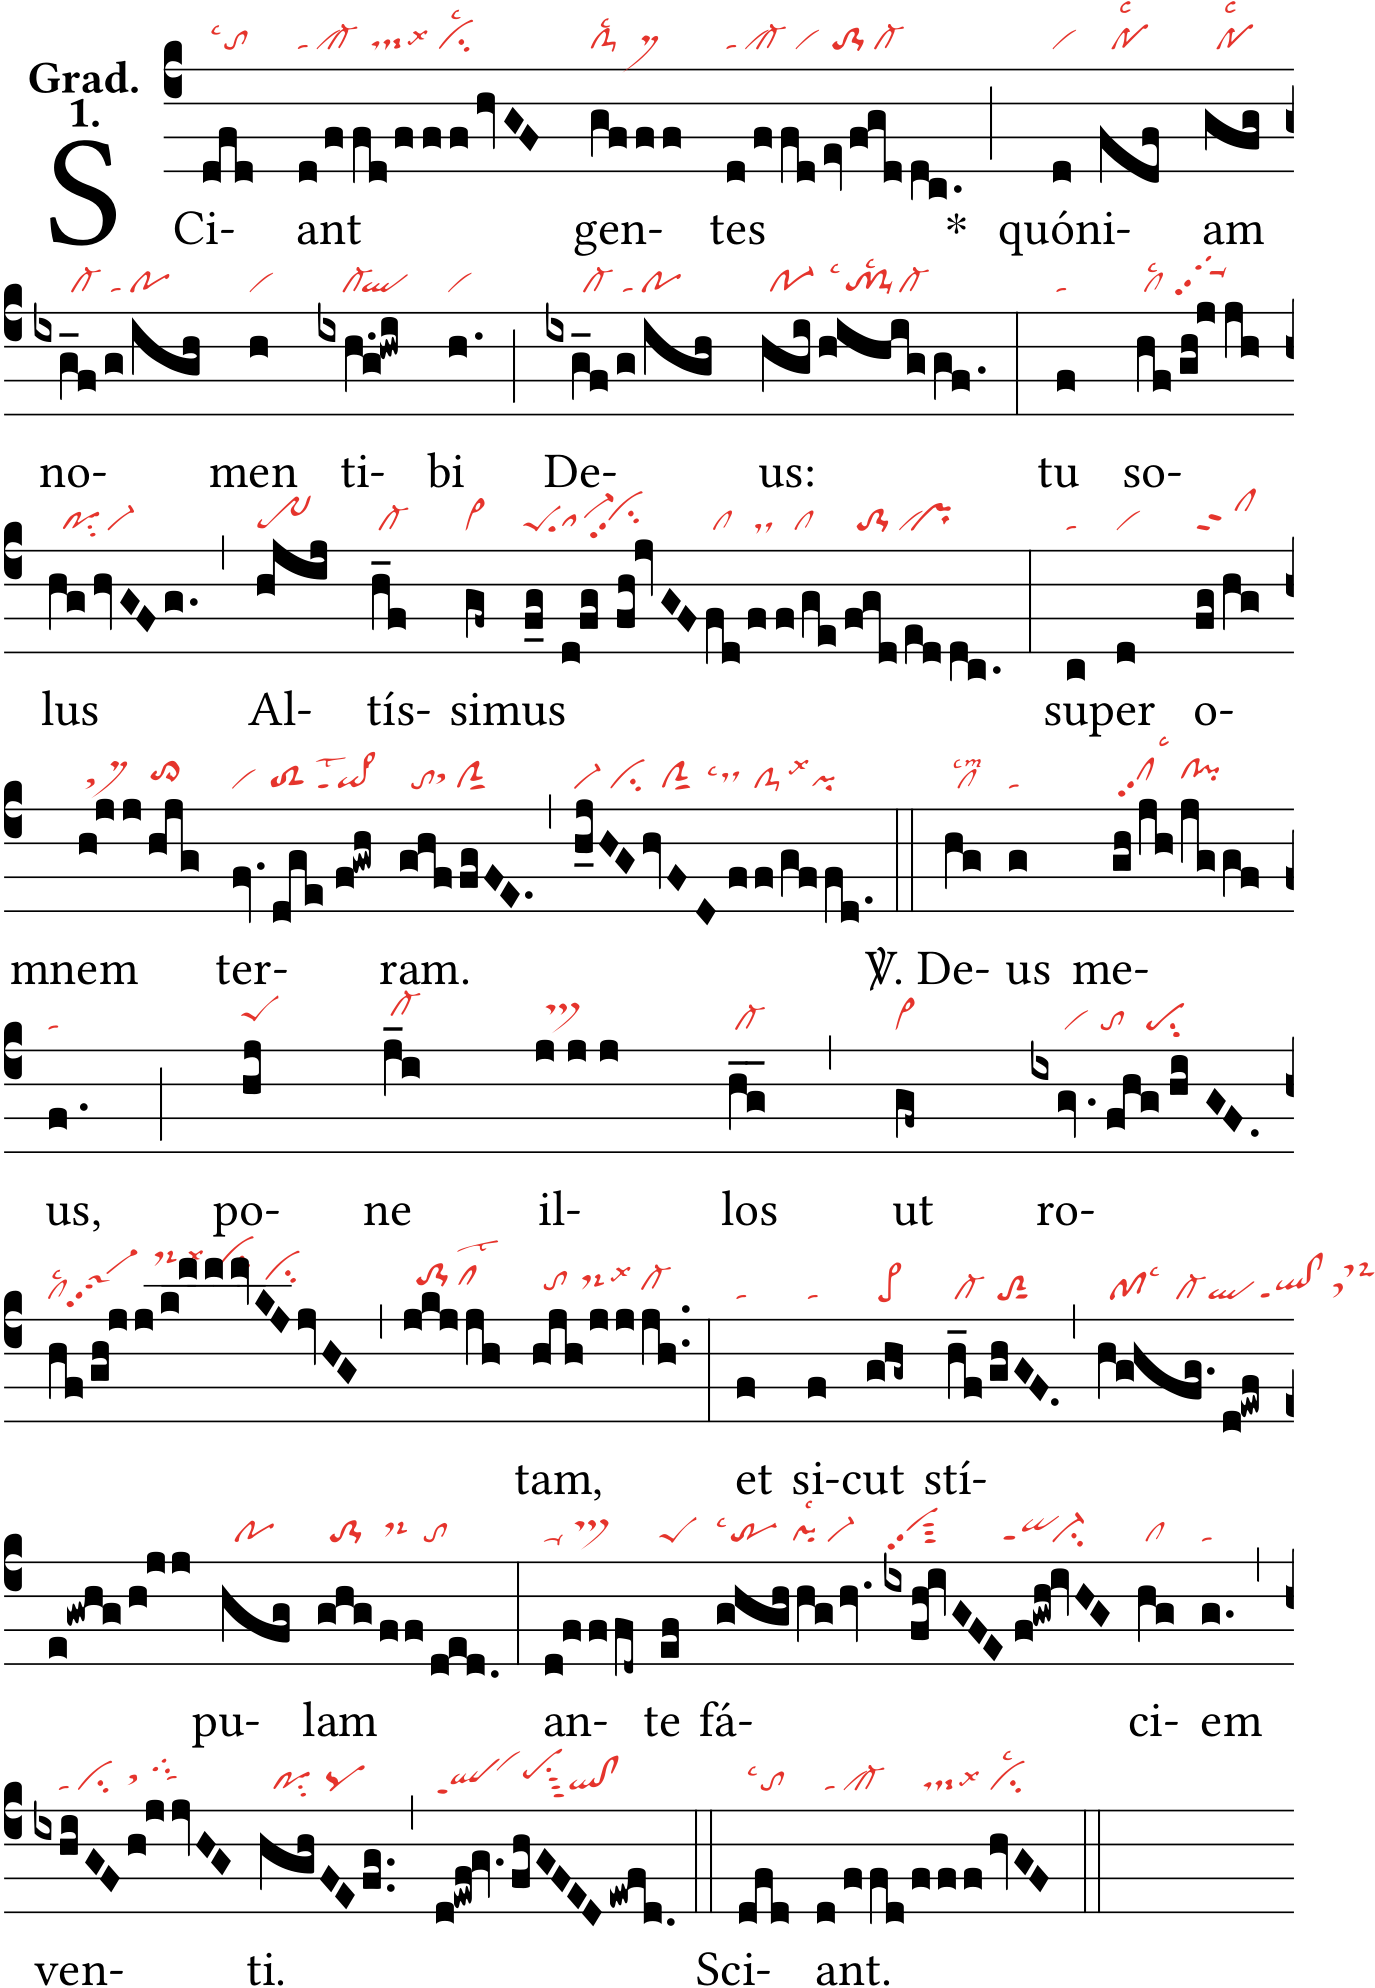 Grad.
1.
SCi- ant gen- tes * quóni- am
no- men ti- bi De- us: tu so-
lus Al- tís- simus super o-
mnem ter- ram. ℣. De- us me-
us, po- ne il- los ut ro-
tam, et si-cut stí-
pu- lam an- te fá- ci- em
ven- ti. Sci- ant.